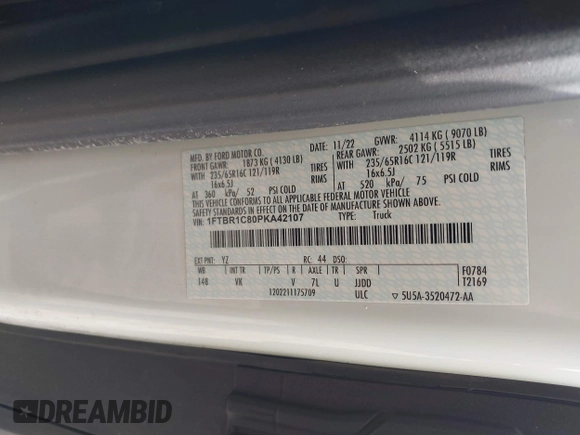 MFD. BY FORD MOTOR CO.
DATE: 11/22 GVWR: 4114 KG ( 9070 LB)
FRONT GAWR: 1873 KG ( 4130 LB) REAR GAWR: 2502 KG ( 5515 LB)
235/65R16C 121/119R TIRES 235/65R16C 121/119R TIRES
16x6.5J RIMS 16x6.5J RIMS
AT 360 kPa/ 52 PSI COLD AT 520 kPa/ 75 PSI COLD
THIS VEHICLE CONFORMS TO ALL APPLICABLE FEDERAL MOTOR VEHICLE
SAFETY STANDARDS IN EFFECT ON THE DATE OF MANUFACTURE SHOWN ABOVE.
VIN: 1FTBR1C80PKA42107 TYPE: Truck
EXT PNT: YZ RC: 44 DSO:
WB INT TR TP/PS R AXLE TR SPR F0784
148 VK V 7L U JJDD T2169
1202211175709 ULC 5U5A-3520472-AA
DREAMBID